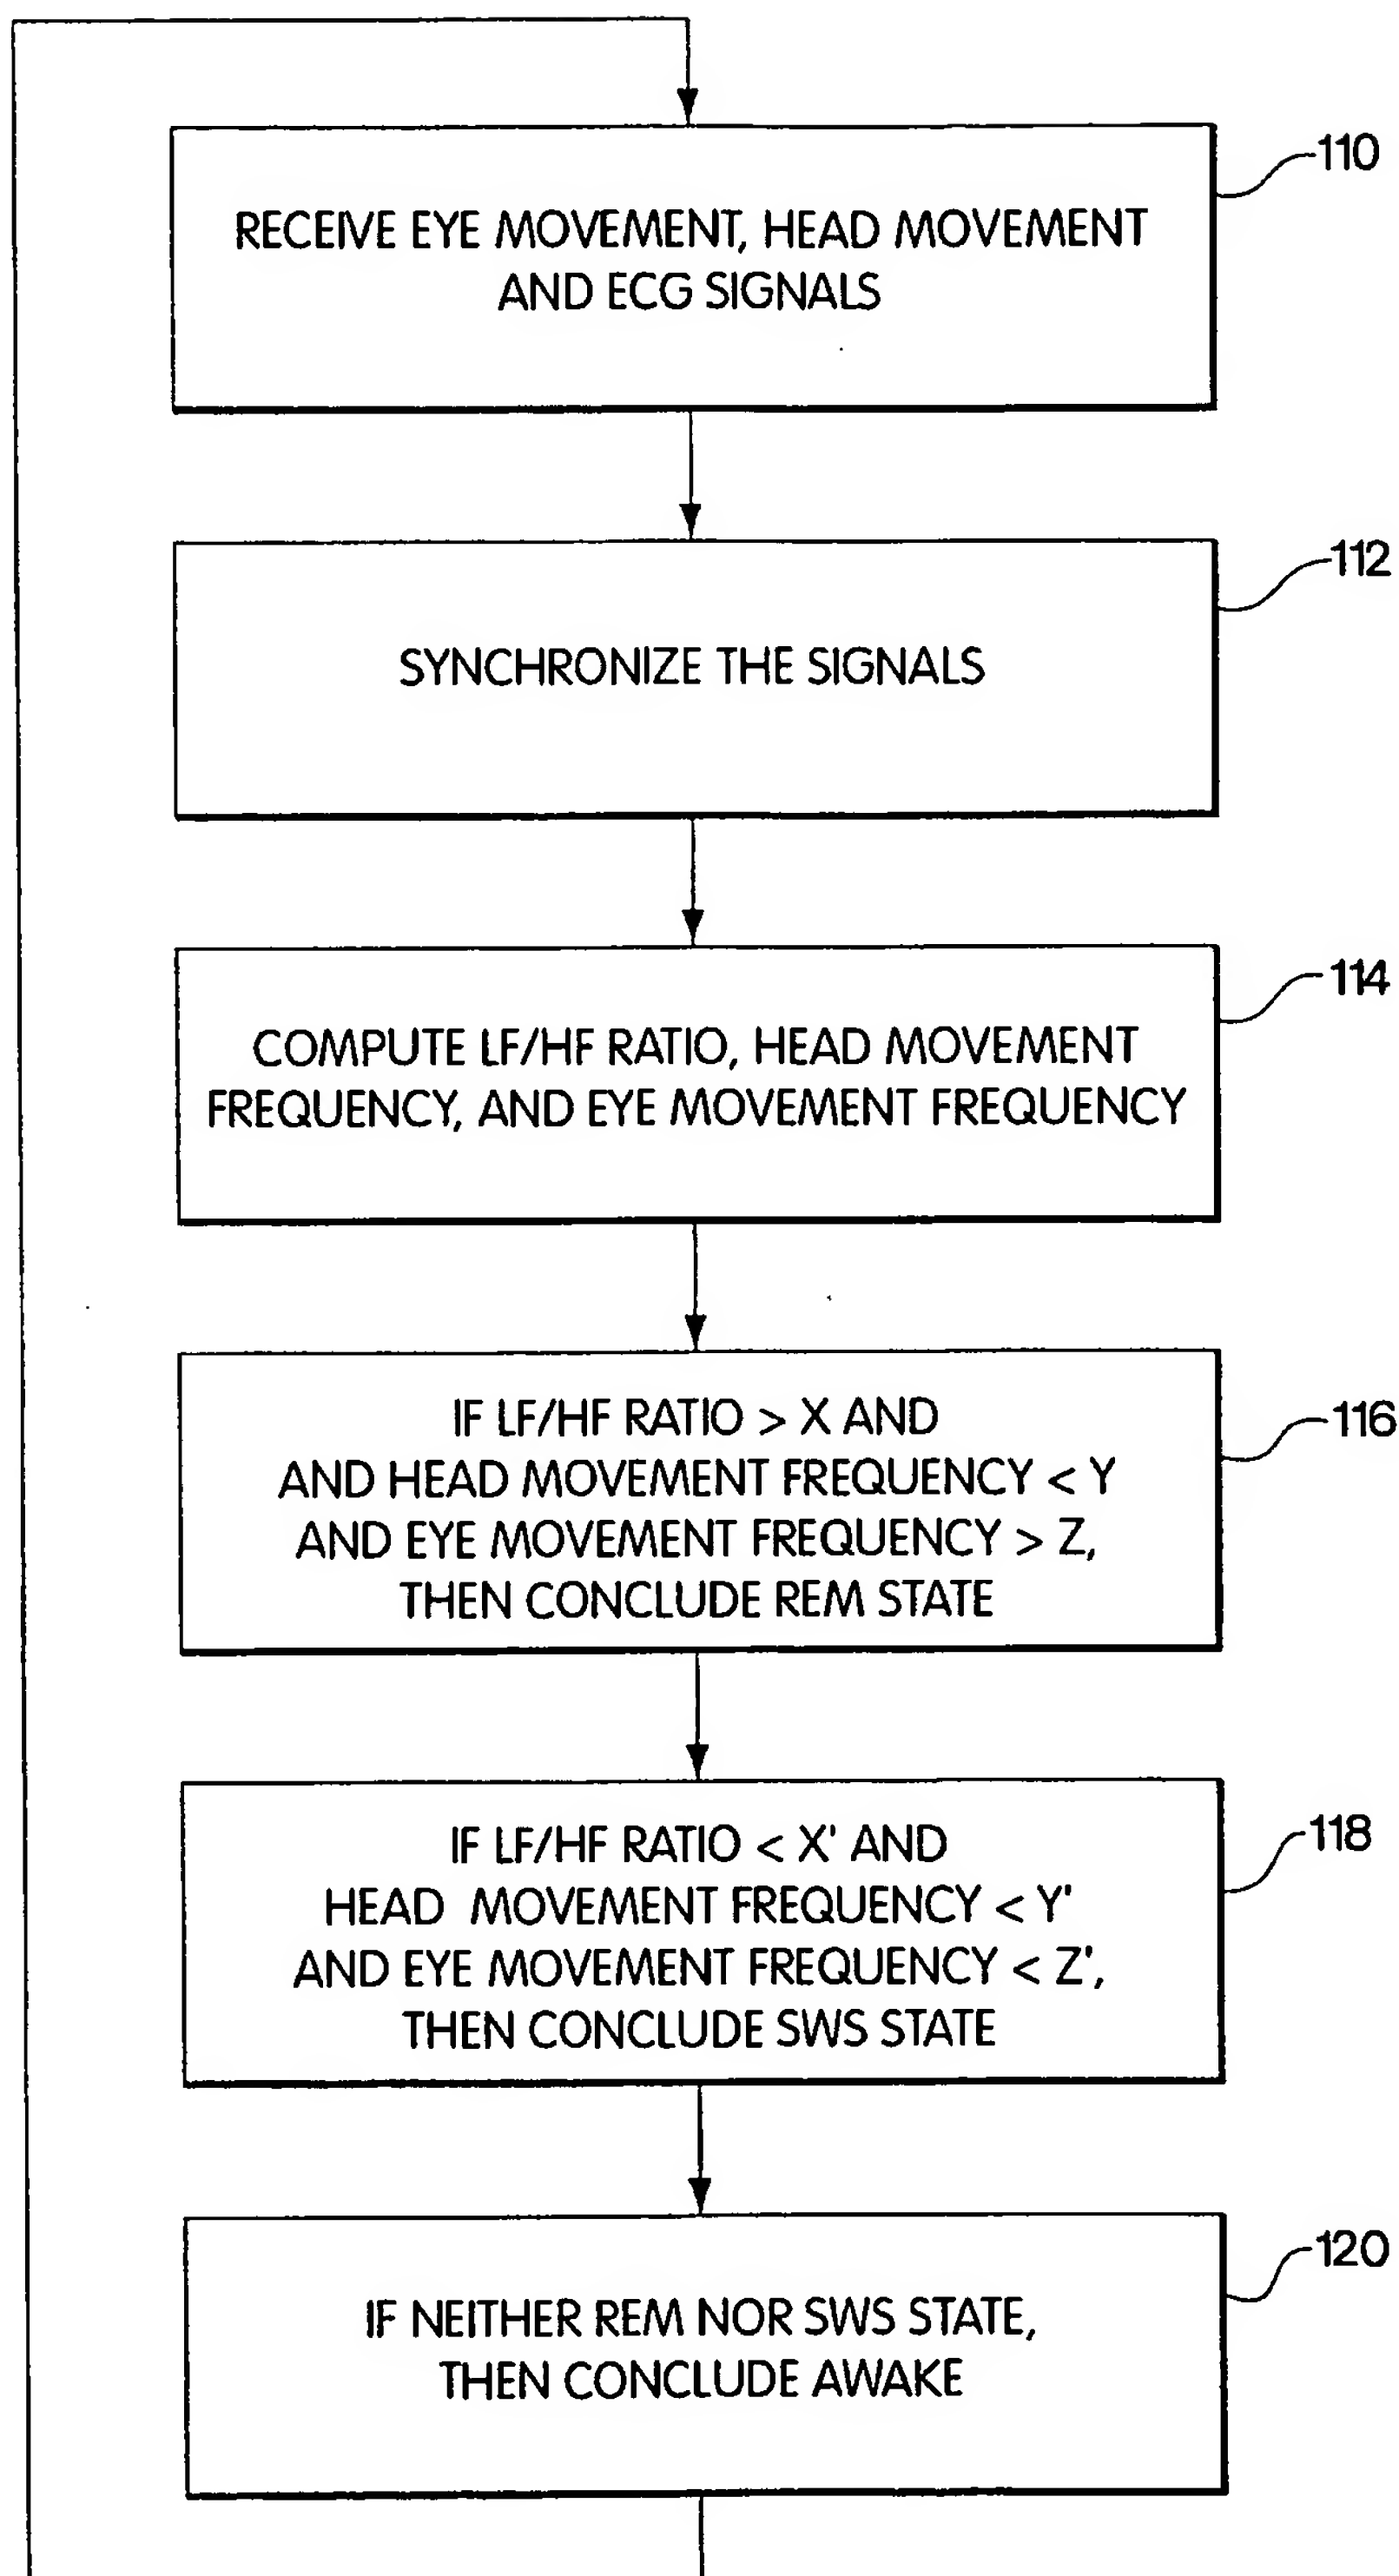 110
RECEIVE EYE MOVEMENT, HEAD MOVEMENT
AND ECG SIGNALS
112
SYNCHRONIZE THE SIGNALS
114
COMPUTE LF/HF RATIO, HEAD MOVEMENT
FREQUENCY, AND EYE MOVEMENT FREQUENCY
116
IF LF/HF RATIO > X AND
AND HEAD MOVEMENT FREQUENCY < Y
AND EYE MOVEMENT FREQUENCY > Z,
THEN CONCLUDE REM STATE
118
IF LF/HF RATIO < X' AND
HEAD MOVEMENT FREQUENCY < Y'
AND EYE MOVEMENT FREQUENCY < Z',
THEN CONCLUDE SWS STATE
120
IF NEITHER REM NOR SWS STATE,
THEN CONCLUDE AWAKE